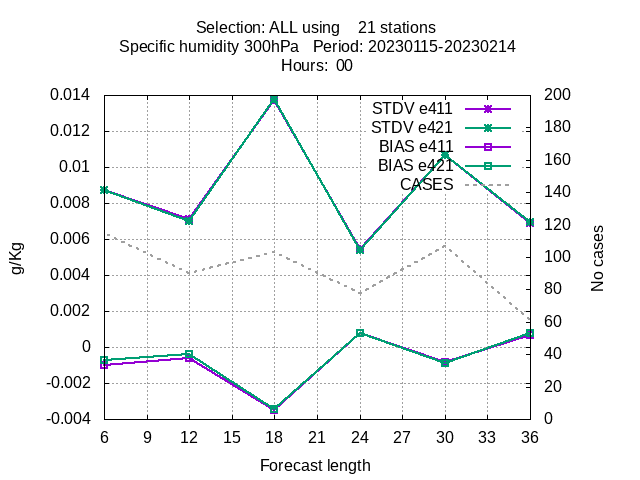 Selection: ALL using    21 stations
Specific humidity 300hPa   Period: 20230115-20230214
Hours:  00
STDV e411
STDV e421
BIAS e411
BIAS e421
CASES
0.014
0.012
0.01
0.008
0.006
0.004
0.002
0
-0.002
-0.004
g/Kg
200
180
160
140
120
100
80
60
40
20
0
No cases
6 9 12 15 18 21 24 27 30 33 36
Forecast length